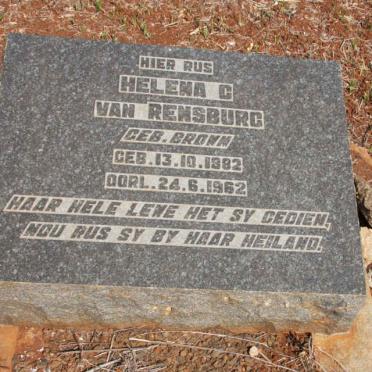 HIER RUS
HELENA C
VAN RENSBURG
GEB. BROWN
GEB. 13.10.1882
OORL. 24.6.1962
HAAR HELE LEWE HET SY GEDIEN,
NOU RUS SY BY HAAR HEILAND.